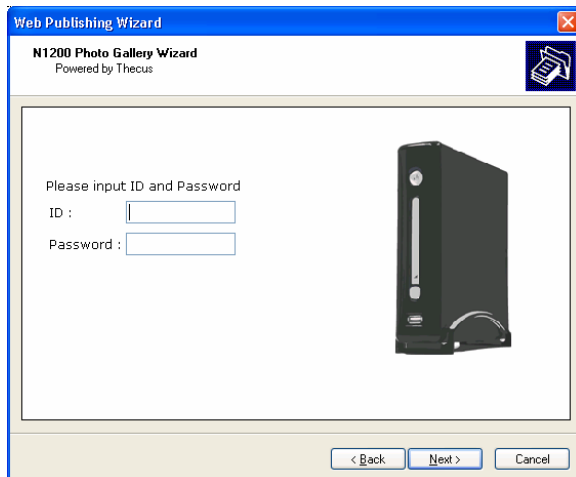 Web Publishing Wizard
N1200 Photo Gallery Wizard
Powered by Thecus
Please input ID and Password
ID :
Password :
< Back
Next >
Cancel